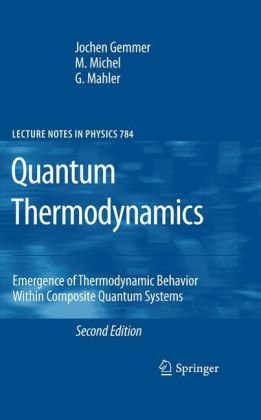 Jochen Gemmer
M. Michel
G. Mahler
LECTURE NOTES IN PHYSICS 784
Quantum
Thermodynamics
Emergence of Thermodynamic Behavior
Within Composite Quantum Systems
Second Edition
Springer